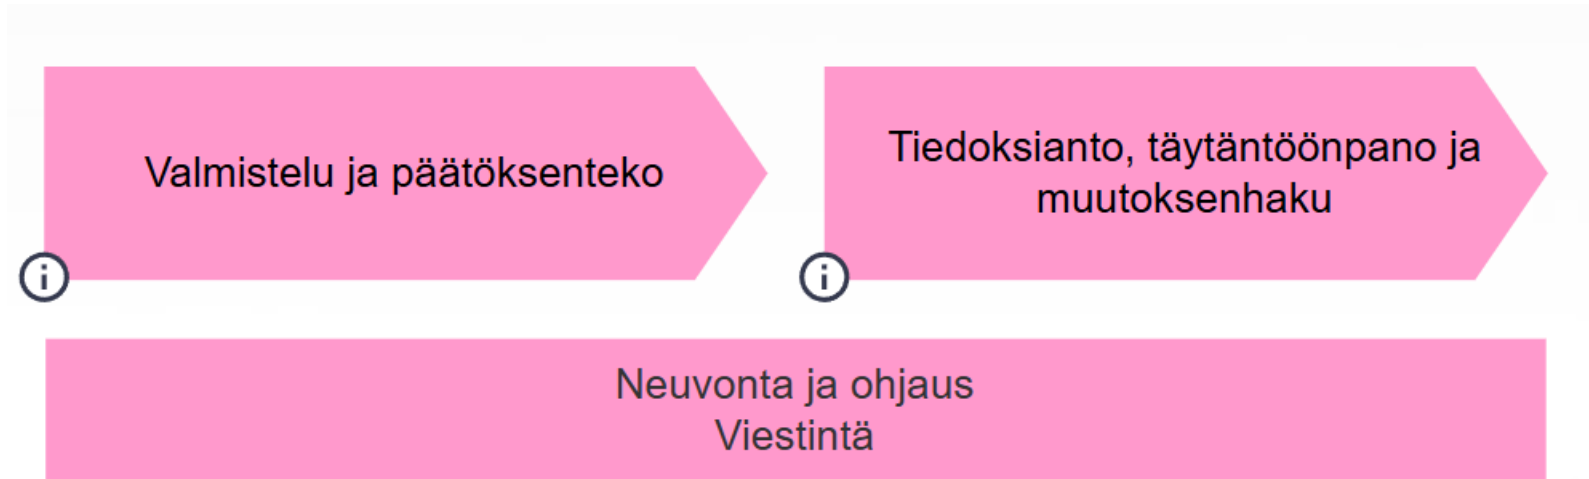 Valmistelu ja päätöksenteko
Tiedoksianto, täytäntöönpano ja
muutoksenhaku
i
i
Neuvonta ja ohjaus
Viestintä